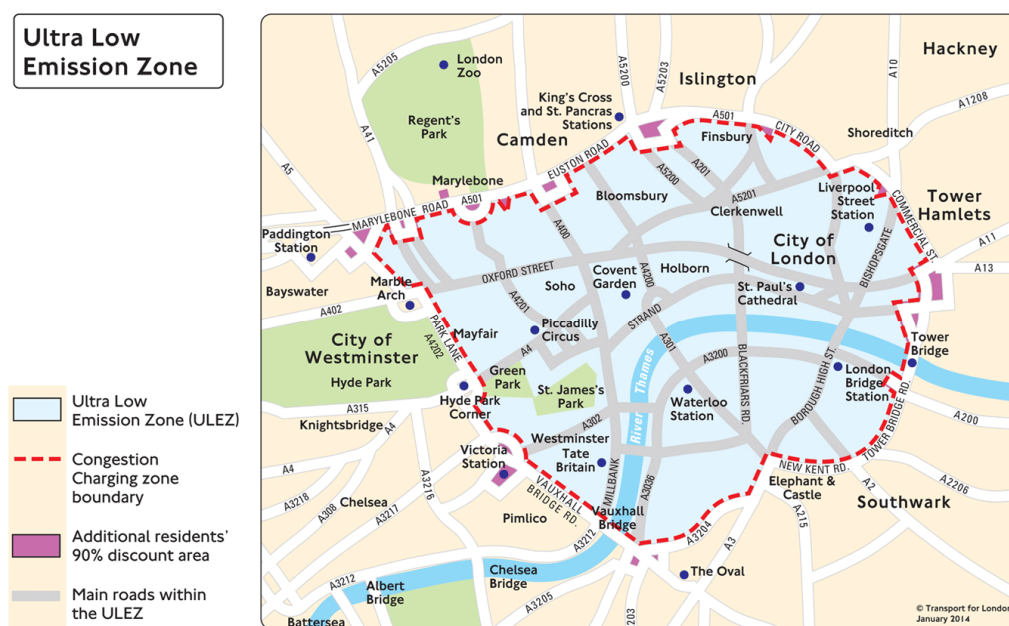 Ultra Low
Emission Zone
Hackney
A5205
London
Zoo
A5200
A5203
Islington
A10
A1208
King's Cross
and St. Pancras
Stations
A41
Regent's
Park
Camden
A501
Finsbury
CITY ROAD
Shoreditch
A5
EUSTON ROAD
A5200
A201
Marylebone
A501
MARYLEBONE ROAD
Bloomsbury
A5201
Clerkenwell
Liverpool
Street
Station
COMMERCIAL ST.
Tower
Hamlets
Paddington
Station
A400
City of
London
BISHOPSGATE
A11
A13
OXFORD STREET
Covent
Garden
A4200
Holborn
Soho
St. Paul's
Cathedral
Bayswater
Marble
Arch
A402
A4201
STRAND
PARK LANE
A4202
Mayfair
Piccadilly
Circus
A4
A301
A3200
BLACKFRIARS RD.
BOROUGH HIGH ST.
Tower
Bridge
City of
Westminster
Hyde Park
Green
Park
St. James's
Park
River Thames
London
Bridge
Station
Hyde Park
Corner
Waterloo
Station
TOWER BRIDGE RD.
A200
A315
Knightsbridge
A4
A302
Westminster
Tate
Britain
Victoria
Station
MILLBANK
A3036
NEW KENT RD.
Elephant &
Castle
A2
A2206
Southwark
A4
A3218
A308
Chelsea
A3217
A3216
VAUXHALL
BRIDGE RD.
Pimlico
Vauxhall
Bridge
A3212
A3204
A3
A215
The Oval
Chelsea
Bridge
A3212
Albert
Bridge
A3205
Battersea
203
Ultra Low
Emission Zone (ULEZ)
Congestion
Charging zone
boundary
Additional residents'
90% discount area
Main roads within
the ULEZ
© Transport for London
January 2014